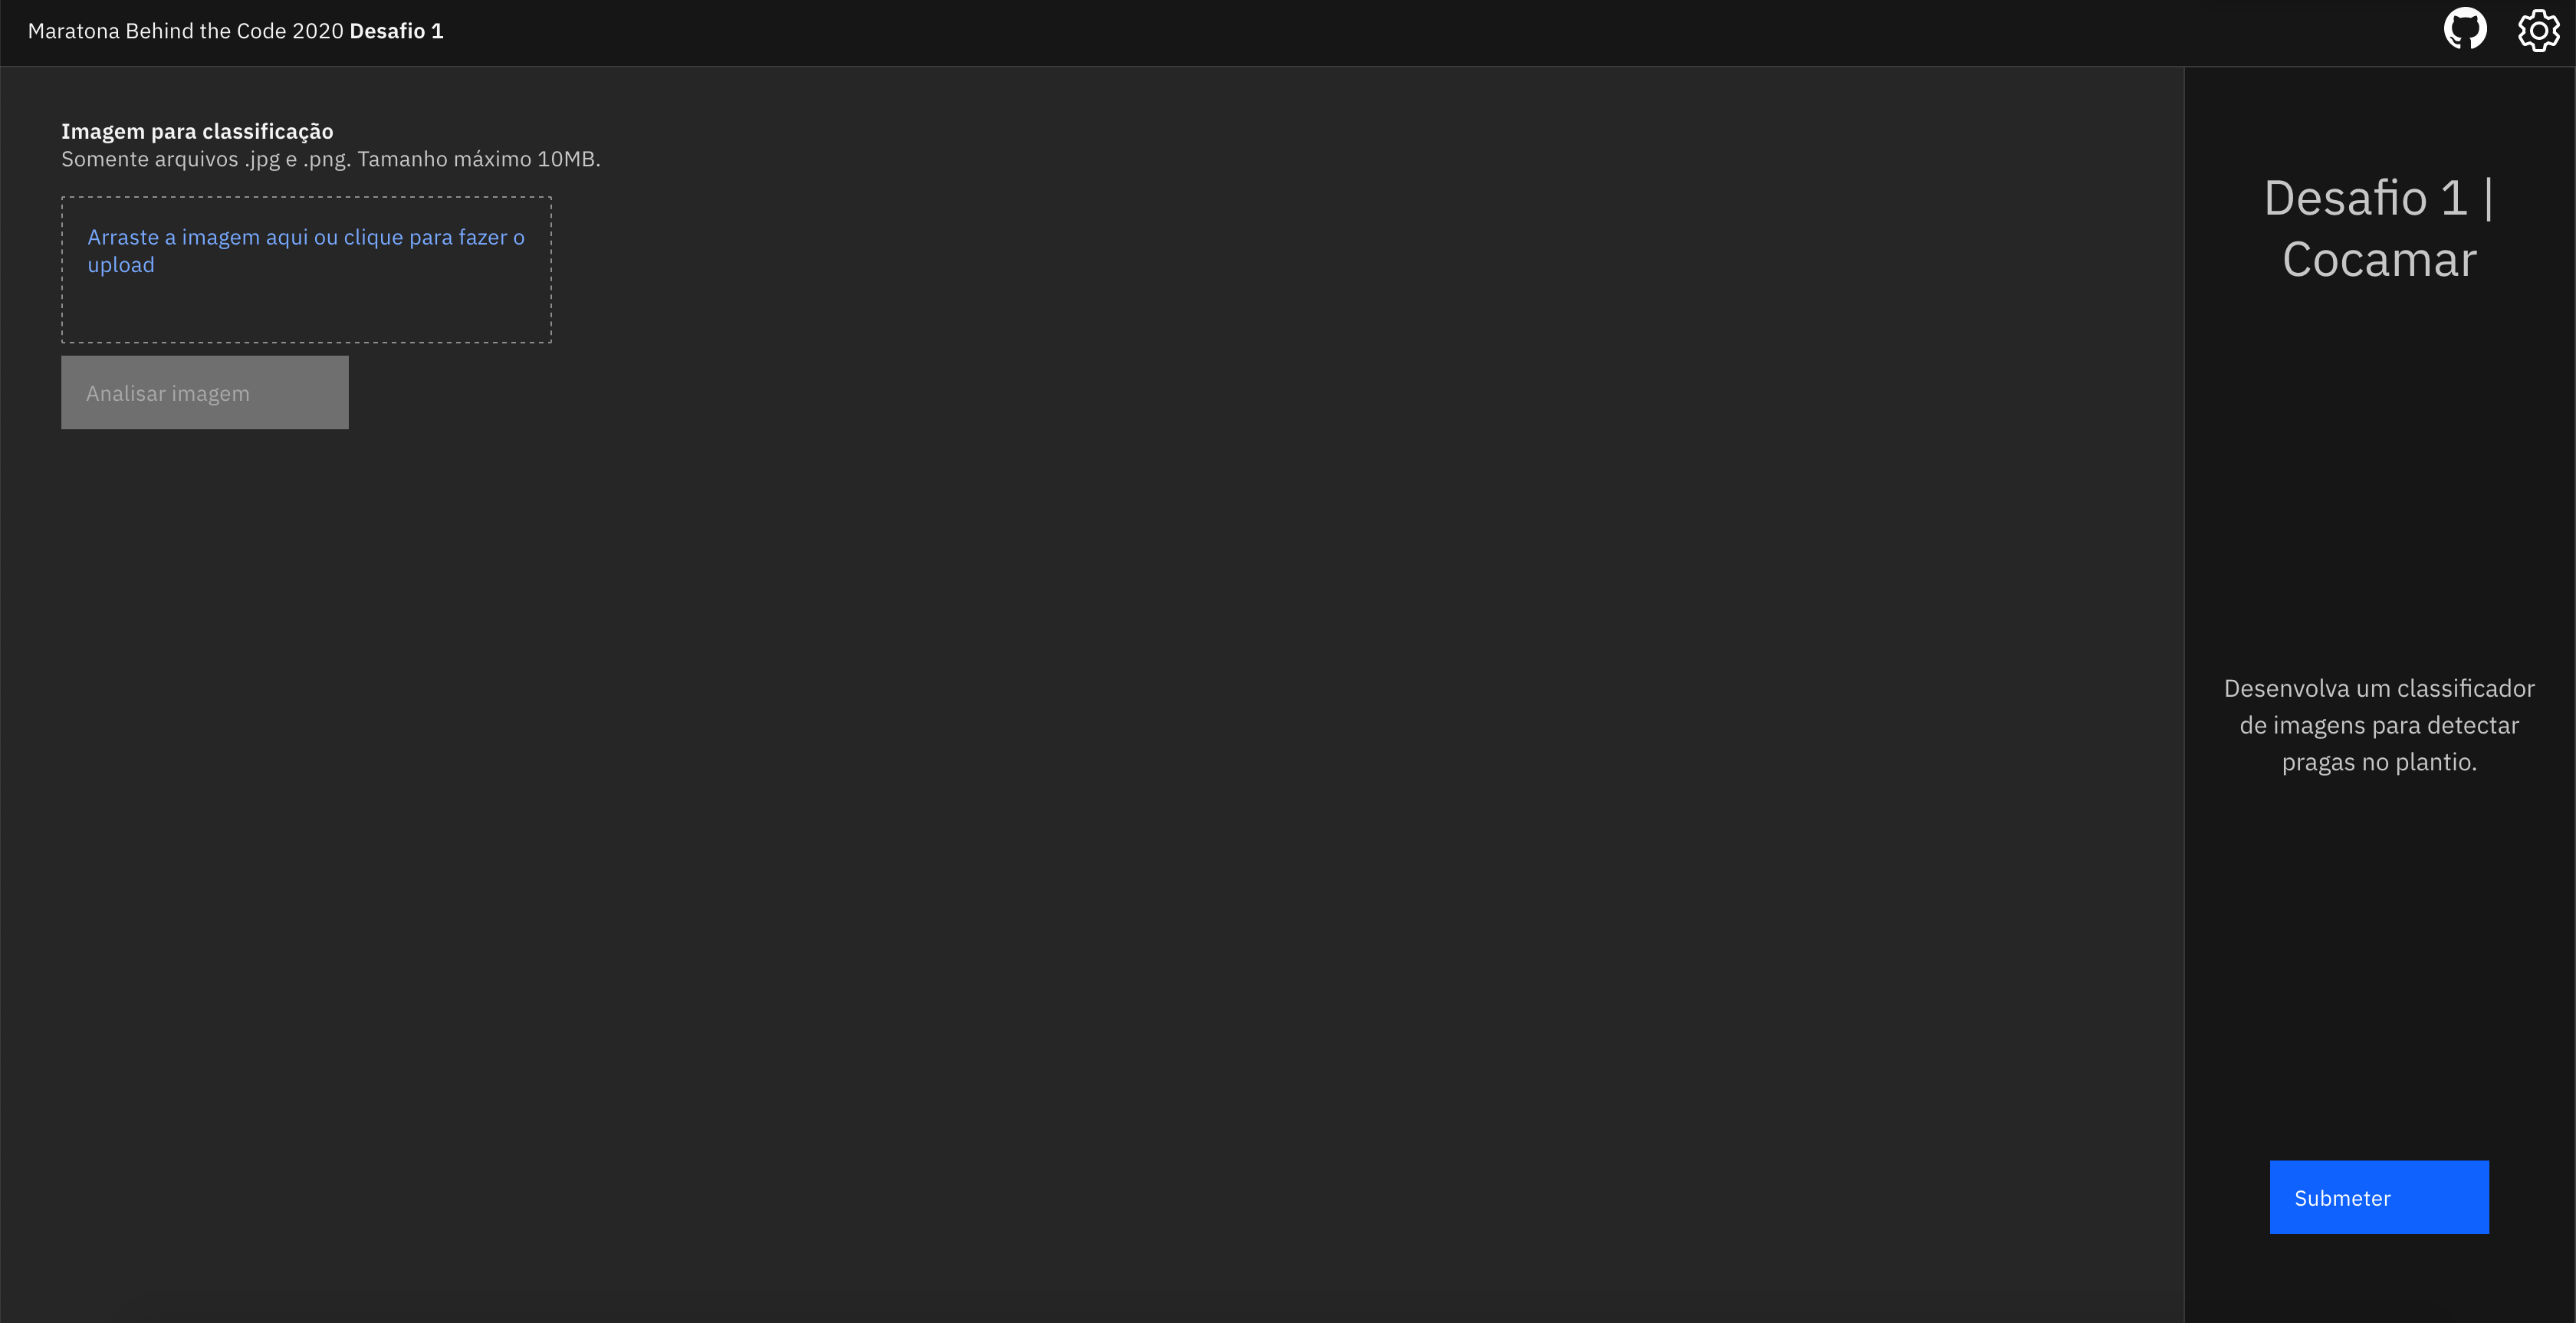 Maratona Behind the Code 2020 Desafio 1
Imagem para classificação
Somente arquivos .jpg e .png. Tamanho máximo 10MB.
Arraste a imagem aqui ou clique para fazer o
upload
Analisar imagem
Desafio 1 |
Cocamar
Desenvolva um classificador
de imagens para detectar
pragas no plantio.
Submeter